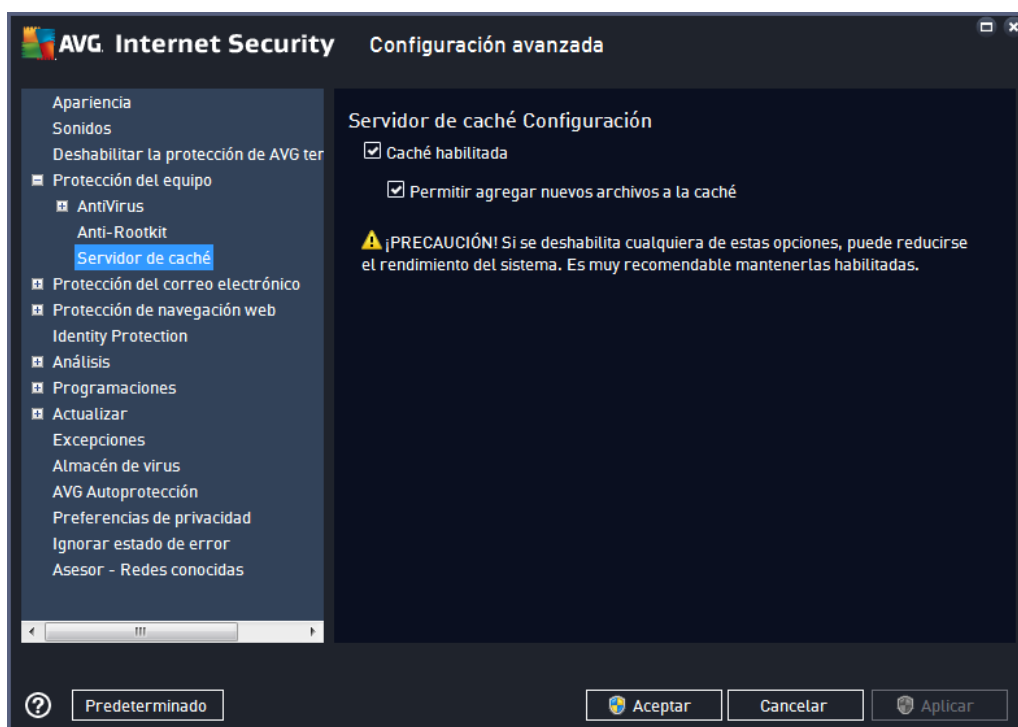 AVG. Internet Security Configuración avanzada
Apariencia
Sonidos
Deshabilitar la protección de AVG ter
Protección del equipo
AntiVirus
Anti-Rootkit
Servidor de caché
Protección del correo electrónico
Protección de navegación web
Identity Protection
Análisis
Programaciones
Actualizar
Excepciones
Almacén de virus
AVG Autoprotección
Preferencias de privacidad
Ignorar estado de error
Asesor - Redes conocidas
Servidor de caché Configuración
Caché habilitada
Permitir agregar nuevos archivos a la caché
¡PRECAUCIÓN! Si se deshabilita cualquiera de estas opciones, puede reducirse
el rendimiento del sistema. Es muy recomendable mantenerlas habilitadas.
Predeterminado
Aceptar
Cancelar
Aplicar